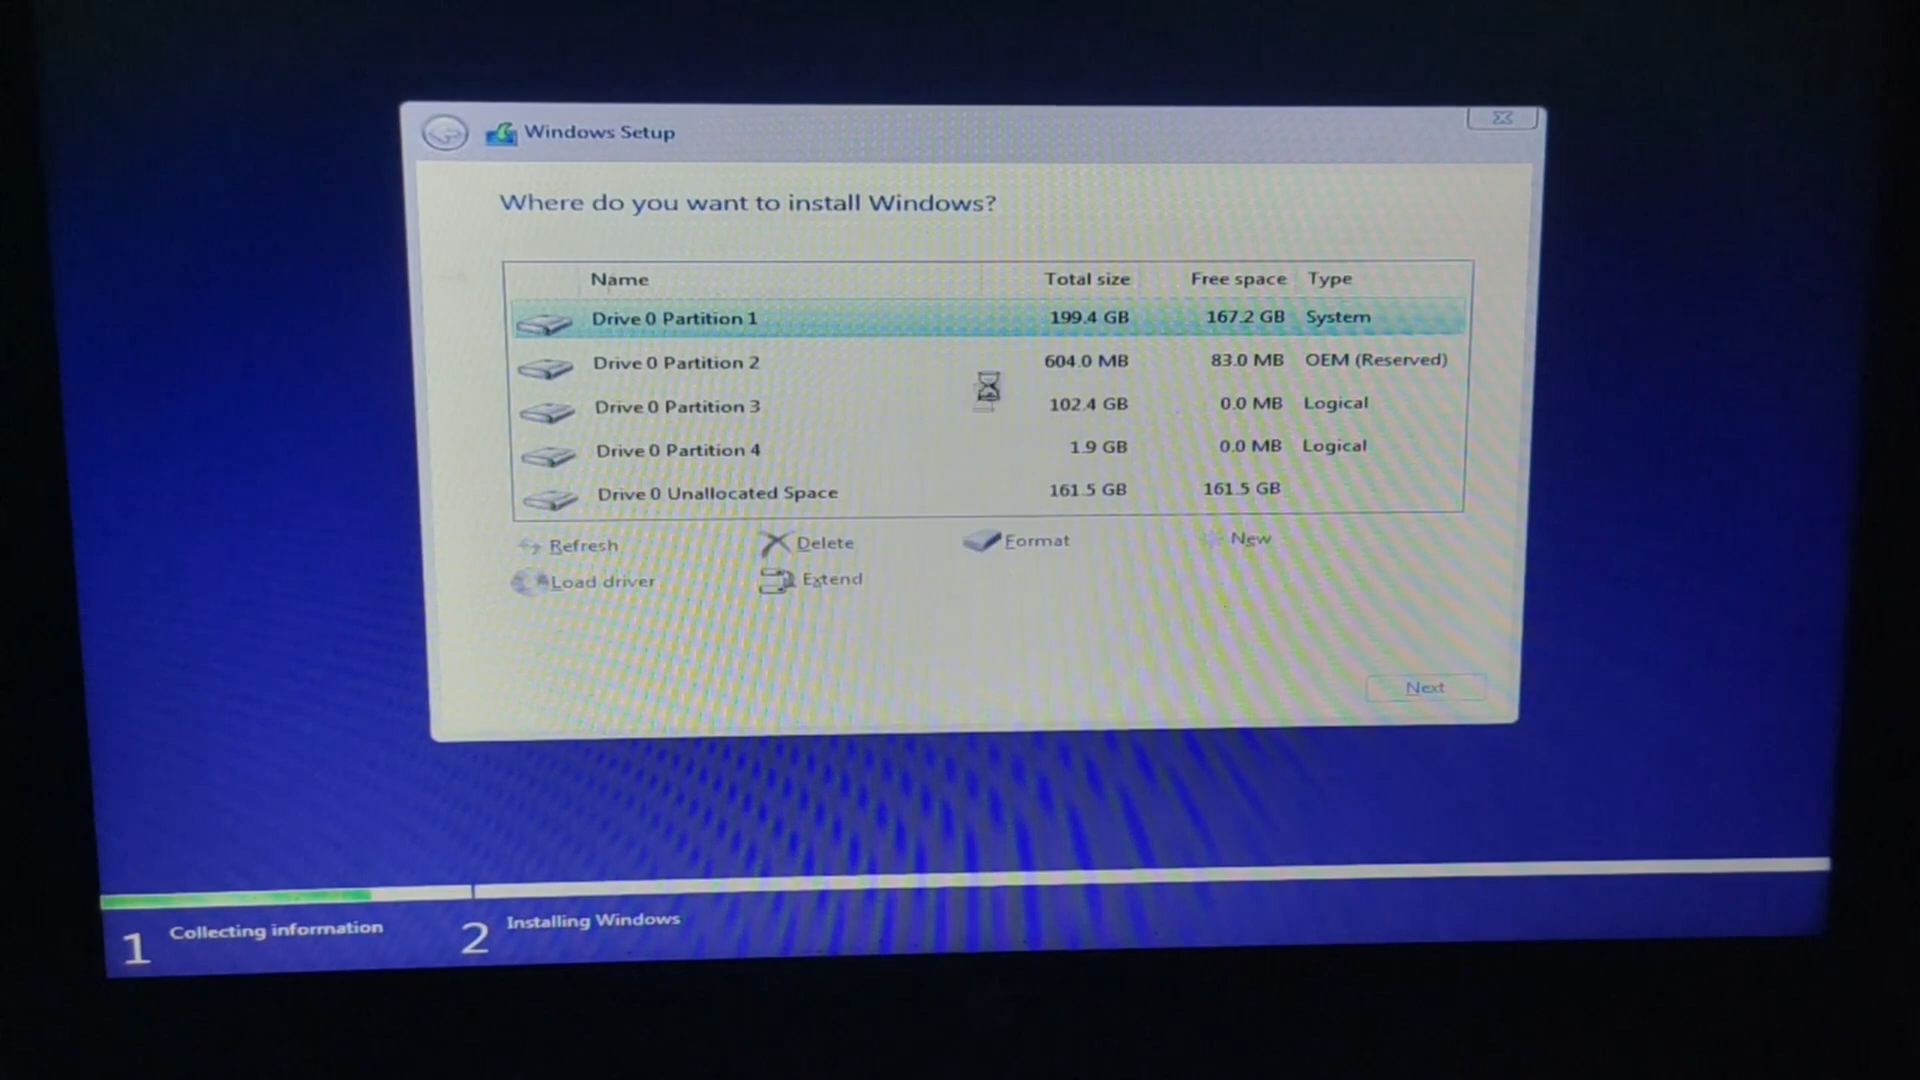 Windows Setup
Where do you want to install Windows?
Name Total size Free space Type
Drive 0 Partition 1 199.4 GB 167.2 GB System
Drive 0 Partition 2 604.0 MB 83.0 MB OEM (Reserved)
Drive 0 Partition 3 102.4 GB 0.0 MB Logical
Drive 0 Partition 4 1.9 GB 0.0 MB Logical
Drive 0 Unallocated Space 161.5 GB 161.5 GB
Refresh Delete Format New
Load driver Extend
Next
1 Collecting information 2 Installing Windows